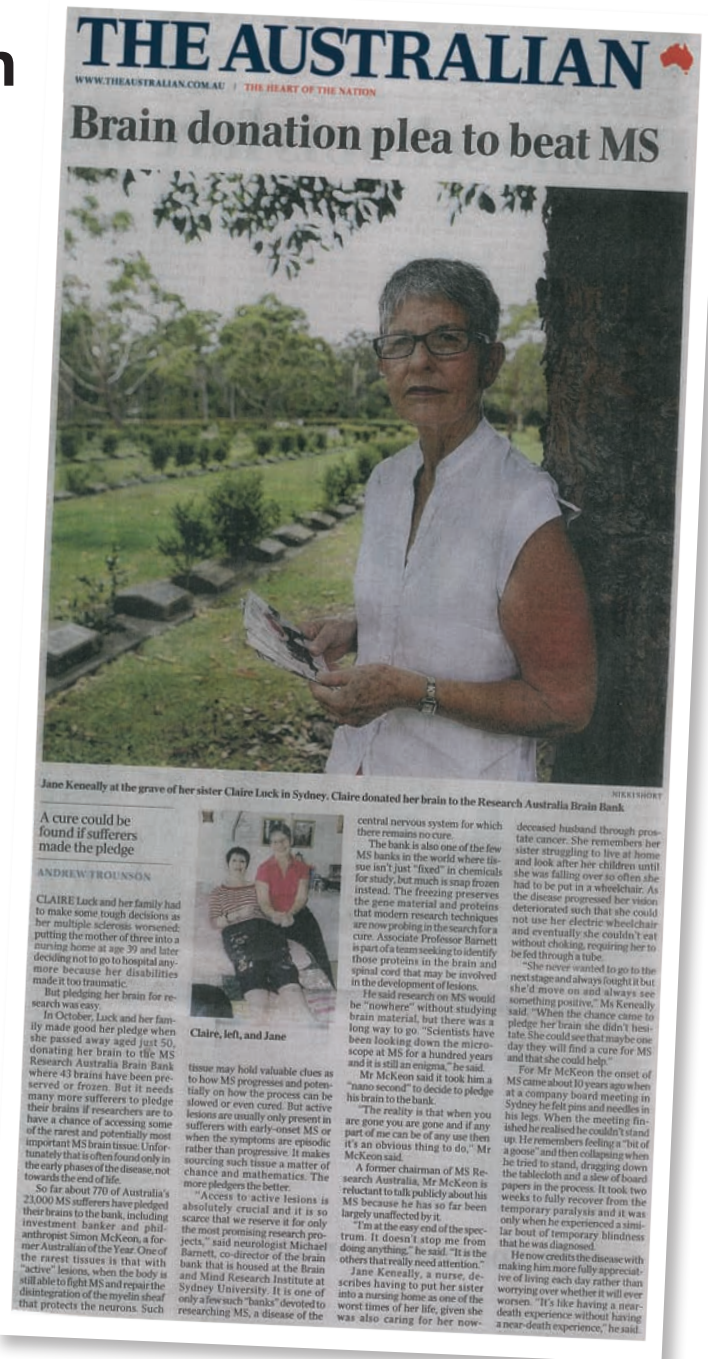 n
THE AUSTRALIAN
WWW.THEAUSTRALIAN.COM.AU / THE HEART OF THE NATION
Brain donation plea to beat MS
NIKKI SHORT
Jane Keneally at the grave of her sister Claire Luck in Sydney. Claire donated her brain to the Research Australia Brain Bank
A cure could be
found if sufferers
made the pledge
ANDREW TROUNSON
CLAIRE Luck and her family had
to make some tough decisions as
her multiple sclerosis worsened:
putting the mother of three into a
nursing home at age 39 and later
deciding not to go to hospital any-
more because her disabilities
made it too traumatic.
But pledging her brain for re-
search was easy.
In October, Luck and her fam-
ily made good her pledge when
she passed away aged just 50,
donating her brain to the MS
Research Australia Brain Bank
where 43 brains have been pre-
served or frozen. But it needs
many more sufferers to pledge
their brains if researchers are to
have a chance of accessing some
of the rarest and potentially most
important MS brain tissue. Unfor-
tunately that is often found only in
the early phases of the disease, not
towards the end of life.
So far about 770 of Australia's
23,000 MS sufferers have pledged
their brains to the bank, including
investment banker and phil-
anthropist Simon McKeon, a for-
mer Australian of the Year. One of
the rarest tissues is that with
"active" lesions, when the body is
still able to fight MS and repair the
disintegration of the myelin sheaf
that protects the neurons. Such
Claire, left, and Jane
tissue may hold valuable clues as
to how MS progresses and poten-
tially on how the process can be
slowed or even cured. But active
lesions are usually only present in
sufferers with early-onset MS or
when the symptoms are episodic
rather than progressive. It makes
sourcing such tissue a matter of
chance and mathematics. The
more pledgers the better.
"Access to active lesions is
absolutely crucial and it is so
scarce that we reserve it for only
the most promising research pro-
jects," said neurologist Michael
Barnett, co-director of the brain
bank that is housed at the Brain
and Mind Research Institute at
Sydney University. It is one of
only a few such "banks" devoted to
researching MS, a disease of the
central nervous system for which
there remains no cure.
The bank is also one of the few
MS banks in the world where tis-
sue isn't just "fixed" in chemicals
for study, but much is snap frozen
instead. The freezing preserves
the gene material and proteins
that modern research techniques
are now probing in the search for a
cure. Associate Professor Barnett
is part of a team seeking to identify
those proteins in the brain and
spinal cord that may be involved
in the development of lesions.
He said research on MS would
be "nowhere" without studying
brain material, but there was a
long way to go. "Scientists have
been looking down the micro-
scope at MS for a hundred years
and it is still an enigma," he said.
Mr McKeon said it took him a
"nano second" to decide to pledge
his brain to the bank.
"The reality is that when you
are gone you are gone and if any
part of me can be of any use then
it's an obvious thing to do," Mr
McKeon said.
A former chairman of MS Re-
search Australia, Mr McKeon is
reluctant to talk publicly about his
MS because he has so far been
largely unaffected by it.
"I'm at the easy end of the spec-
trum. It doesn't stop me from
doing anything," he said. "It is the
others that really need attention."
Jane Keneally, a nurse, de-
scribes having to put her sister
into a nursing home as one of the
worst times of her life, given she
was also caring for her now-
deceased husband through pros-
tate cancer. She remembers her
sister struggling to live at home
and look after her children until
she was falling over so often she
had to be put in a wheelchair. As
the disease progressed her vision
deteriorated such that she could
not use her electric wheelchair
and eventually she couldn't eat
without choking, requiring her to
be fed through a tube.
"She never wanted to go to the
next stage and always fought it but
she'd move on and always see
something positive," Ms Keneally
said. "When the chance came to
pledge her brain she didn't hesi-
tate. She could see that maybe one
day they will find a cure for MS
and that she could help."
For Mr McKeon the onset of
MS came about 10 years ago when
at a company board meeting in
Sydney he felt pins and needles in
his legs. When the meeting fin-
ished he realised he couldn't stand
up. He remembers feeling a "bit of
a goose" and then collapsing when
he tried to stand, dragging down
the tablecloth and a slew of board
papers in the process. It took two
weeks to fully recover from the
temporary paralysis and it was
only when he experienced a simi-
lar bout of temporary blindness
that he was diagnosed.
He now credits the disease with
making him more fully appreciat-
ive of living each day rather than
worrying over whether it will ever
worsen. "It's like having a near-
death experience without having
a near-death experience," he said.